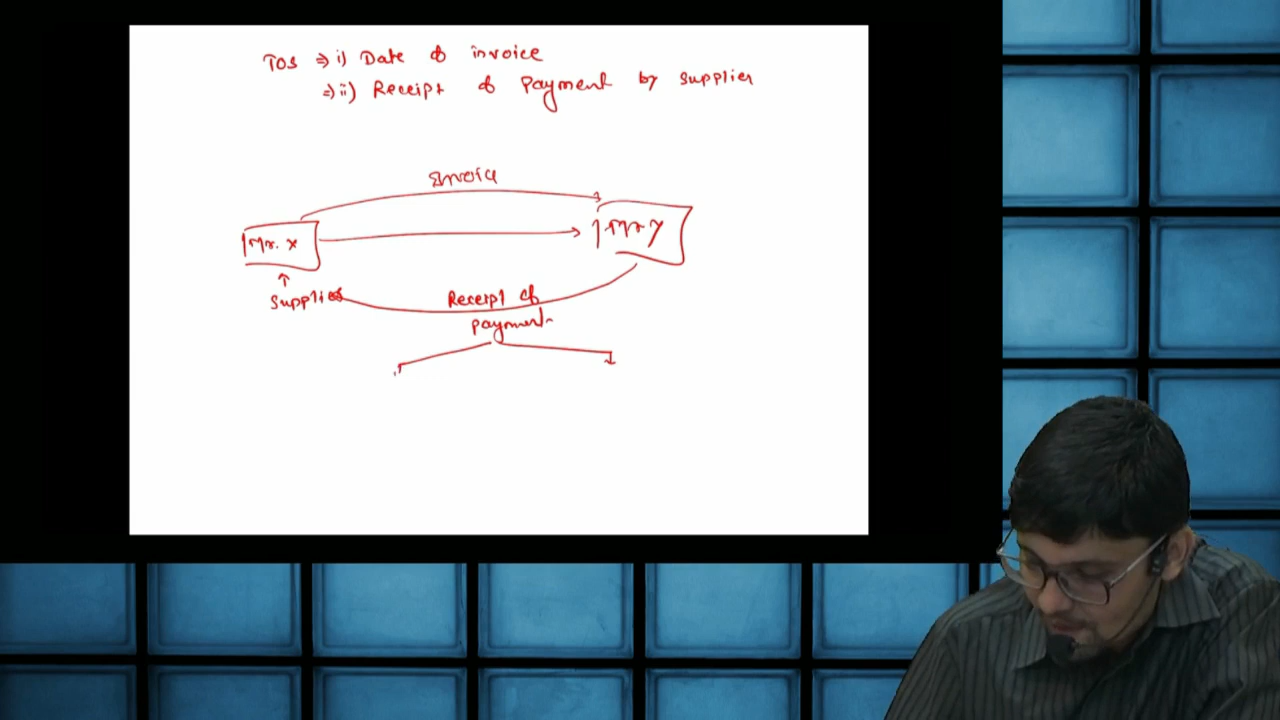 TOS ⇒ i) Date of invoice
⇒ ii) Receipt of Payment by Supplier
Invoice
Mr. X
Mr Y
Supplier
Receipt of
payment